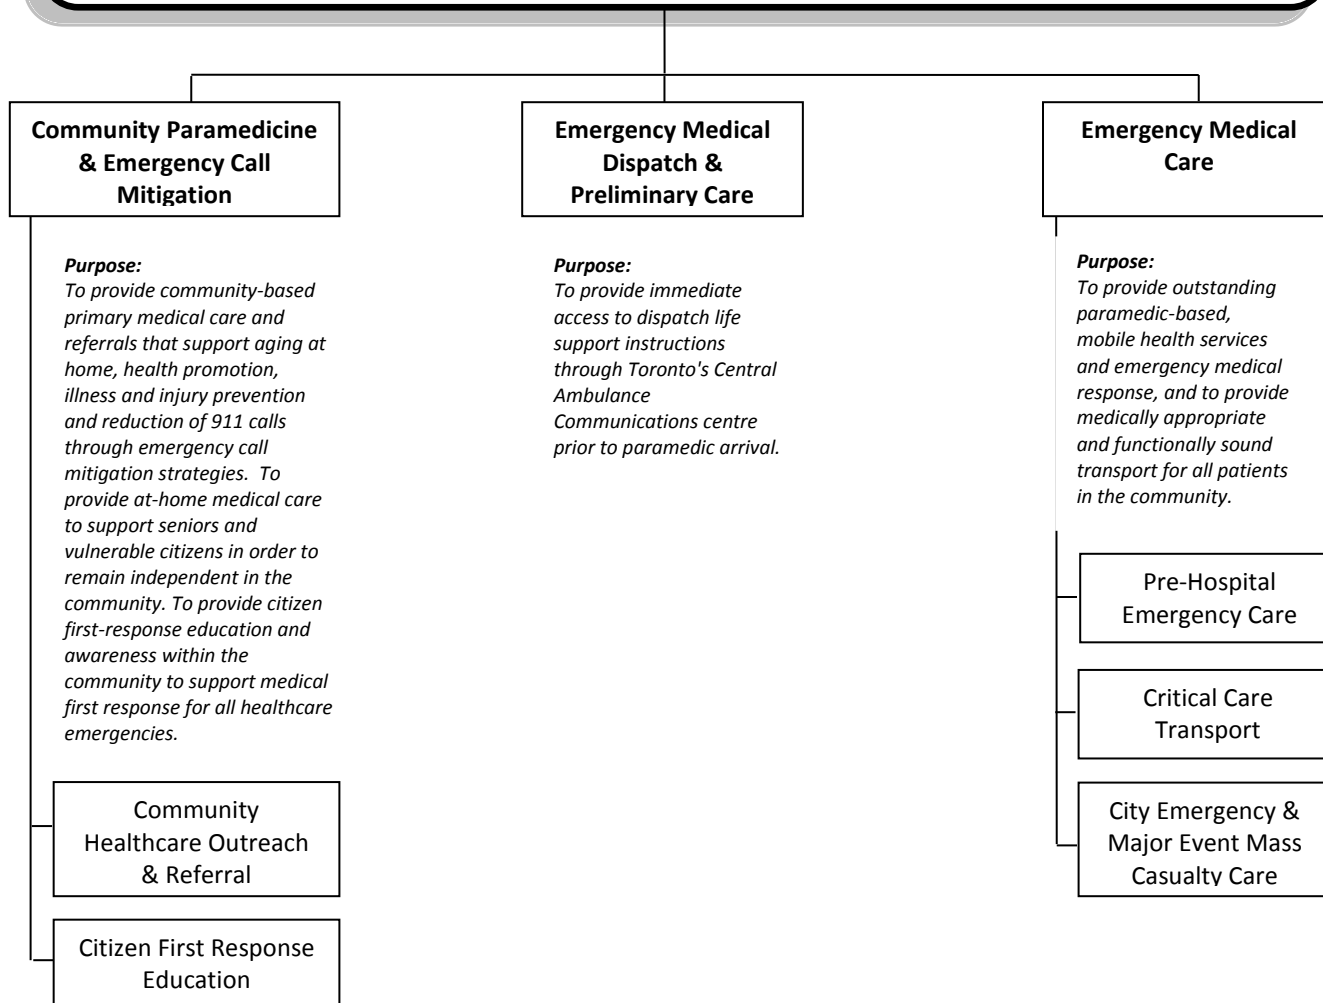 Community Paramedicine
& Emergency Call
Mitigation
Purpose:
To provide community-based
primary medical care and
referrals that support aging at
home, health promotion,
illness and injury prevention
and reduction of 911 calls
through emergency call
mitigation strategies.  To
provide at-home medical care
to support seniors and
vulnerable citizens in order to
remain independent in the
community. To provide citizen
first-response education and
awareness within the
community to support medical
first response for all healthcare
emergencies.
Community
Healthcare Outreach
& Referral
Citizen First Response
Education
Emergency Medical
Dispatch &
Preliminary Care
Purpose:
To provide immediate
access to dispatch life
support instructions
through Toronto's Central
Ambulance
Communications centre
prior to paramedic arrival.
Emergency Medical
Care
Purpose:
To provide outstanding
paramedic-based,
mobile health services
and emergency medical
response, and to provide
medically appropriate
and functionally sound
transport for all patients
in the community.
Pre-Hospital
Emergency Care
Critical Care
Transport
City Emergency &
Major Event Mass
Casualty Care